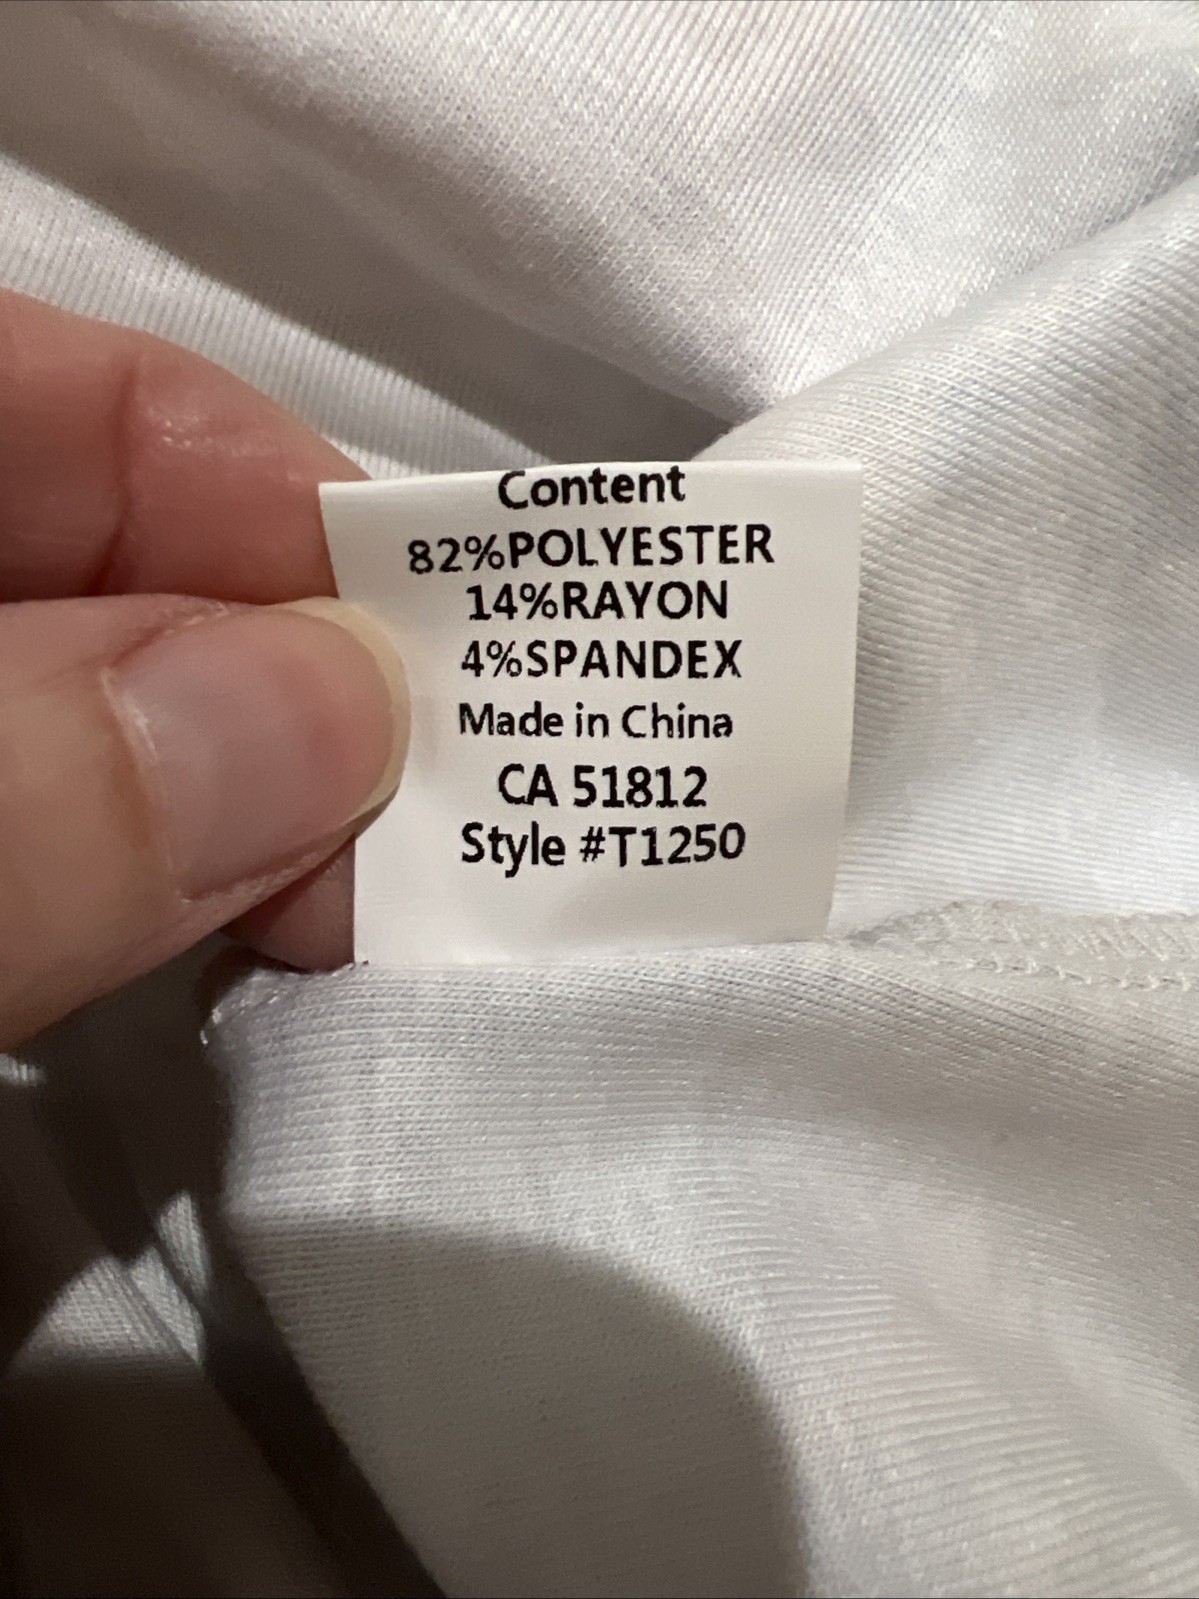 Content
82%POLYESTER
14%RAYON
4%SPANDEX
Made in China
CA 51812
Style #T1250